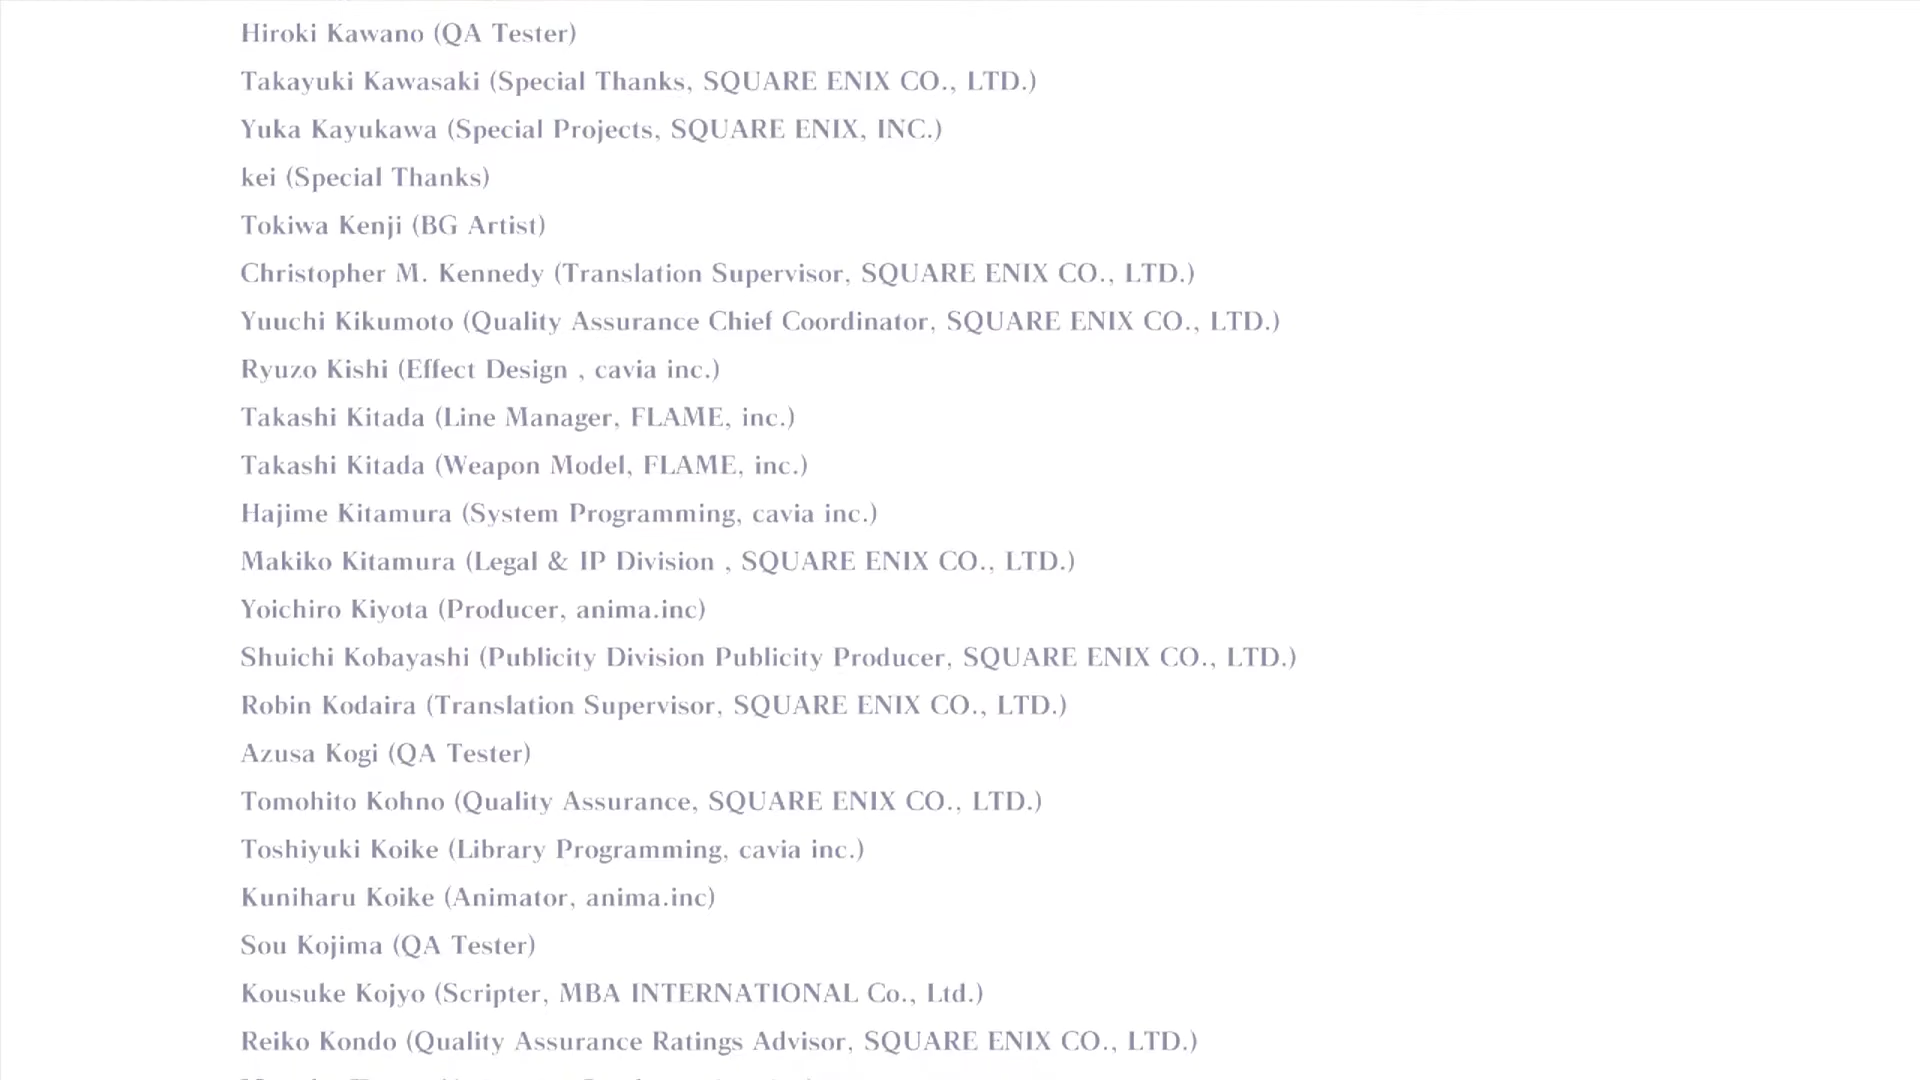 Hiroki Kawano (QA Tester)
Takayuki Kawasaki (Special Thanks, SQUARE ENIX CO., LTD.)
Yuka Kayukawa (Special Projects, SQUARE ENIX, INC.)
kei (Special Thanks)
Tokiwa Kenji (BG Artist)
Christopher M. Kennedy (Translation Supervisor, SQUARE ENIX CO., LTD.)
Yuuchi Kikumoto (Quality Assurance Chief Coordinator, SQUARE ENIX CO., LTD.)
Ryuzo Kishi (Effect Design , cavia inc.)
Takashi Kitada (Line Manager, FLAME, inc.)
Takashi Kitada (Weapon Model, FLAME, inc.)
Hajime Kitamura (System Programming, cavia inc.)
Makiko Kitamura (Legal & IP Division , SQUARE ENIX CO., LTD.)
Yoichiro Kiyota (Producer, anima.inc)
Shuichi Kobayashi (Publicity Division Publicity Producer, SQUARE ENIX CO., LTD.)
Robin Kodaira (Translation Supervisor, SQUARE ENIX CO., LTD.)
Azusa Kogi (QA Tester)
Tomohito Kohno (Quality Assurance, SQUARE ENIX CO., LTD.)
Toshiyuki Koike (Library Programming, cavia inc.)
Kuniharu Koike (Animator, anima.inc)
Sou Kojima (QA Tester)
Kousuke Kojyo (Scripter, MBA INTERNATIONAL Co., Ltd.)
Reiko Kondo (Quality Assurance Ratings Advisor, SQUARE ENIX CO., LTD.)